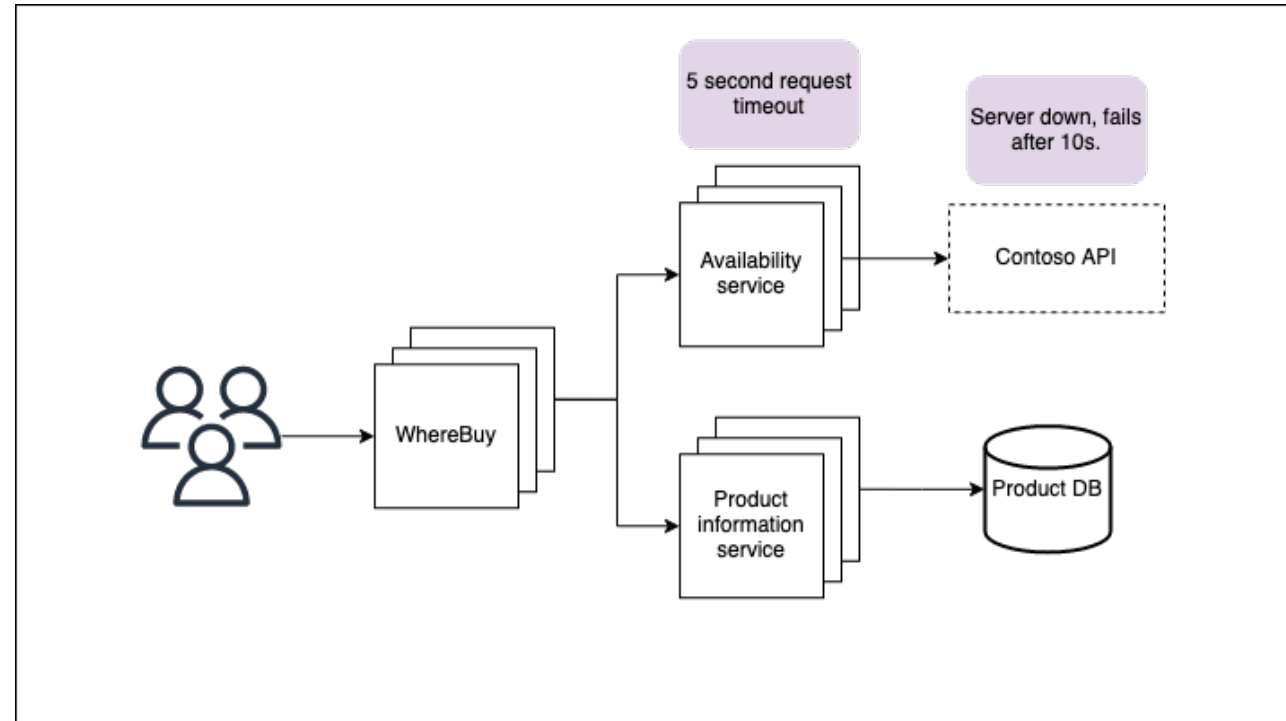 5 second request
timeout
Server down, fails
after 10s.
Availability
service
Contoso API
WhereBuy
Product
information
service
Product DB